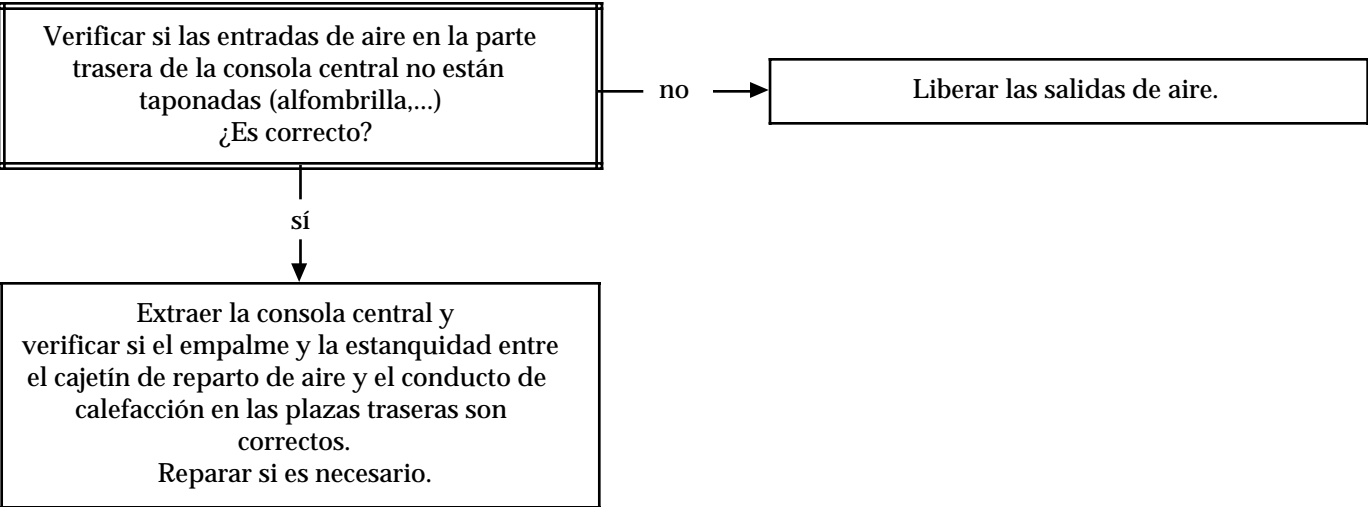 Verificar si las entradas de aire en la parte
trasera de la consola central no están
taponadas (alfombrilla,...)
¿Es correcto?
no
Liberar las salidas de aire.
sí
Extraer la consola central y
verificar si el empalme y la estanquidad entre
el cajetín de reparto de aire y el conducto de
calefacción en las plazas traseras son
correctos.
Reparar si es necesario.